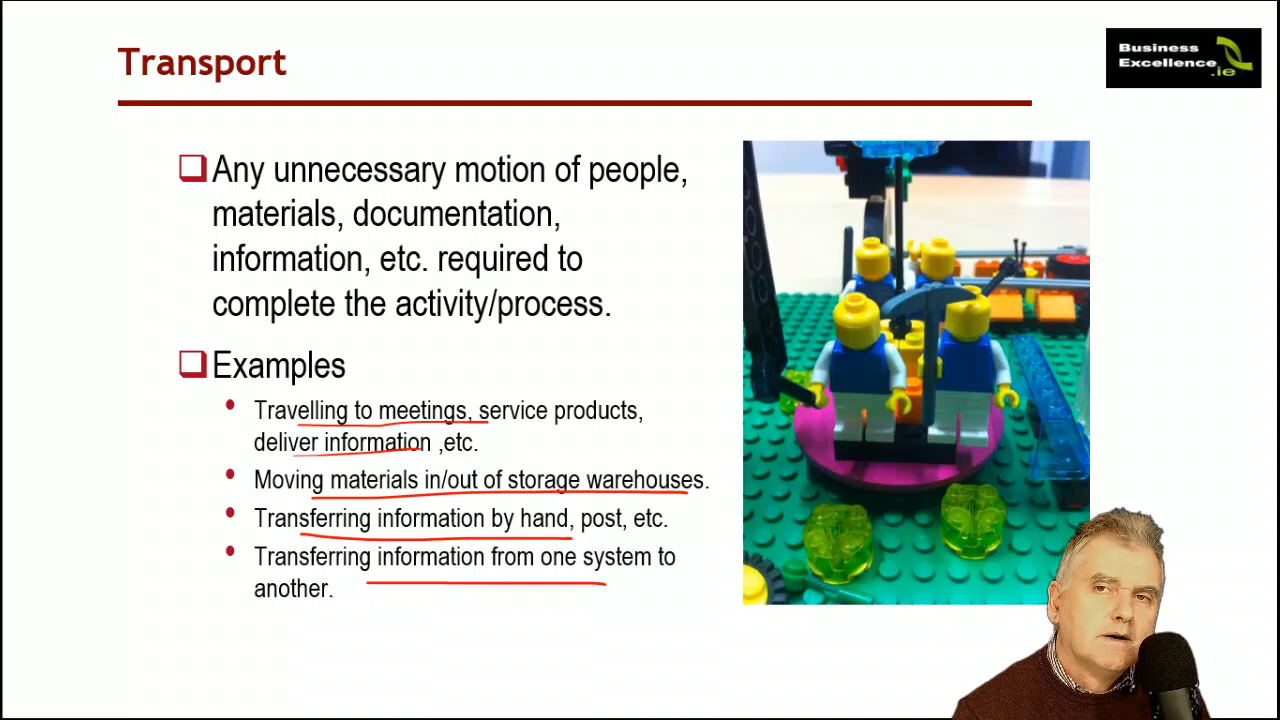 Transport
Business
Excellence
.ie
Any unnecessary motion of people,
materials, documentation,
information, etc. required to
complete the activity/process.
Examples
Travelling to meetings, service products,
deliver information ,etc.
Moving materials in/out of storage warehouses.
Transferring information by hand, post, etc.
Transferring information from one system to
another.